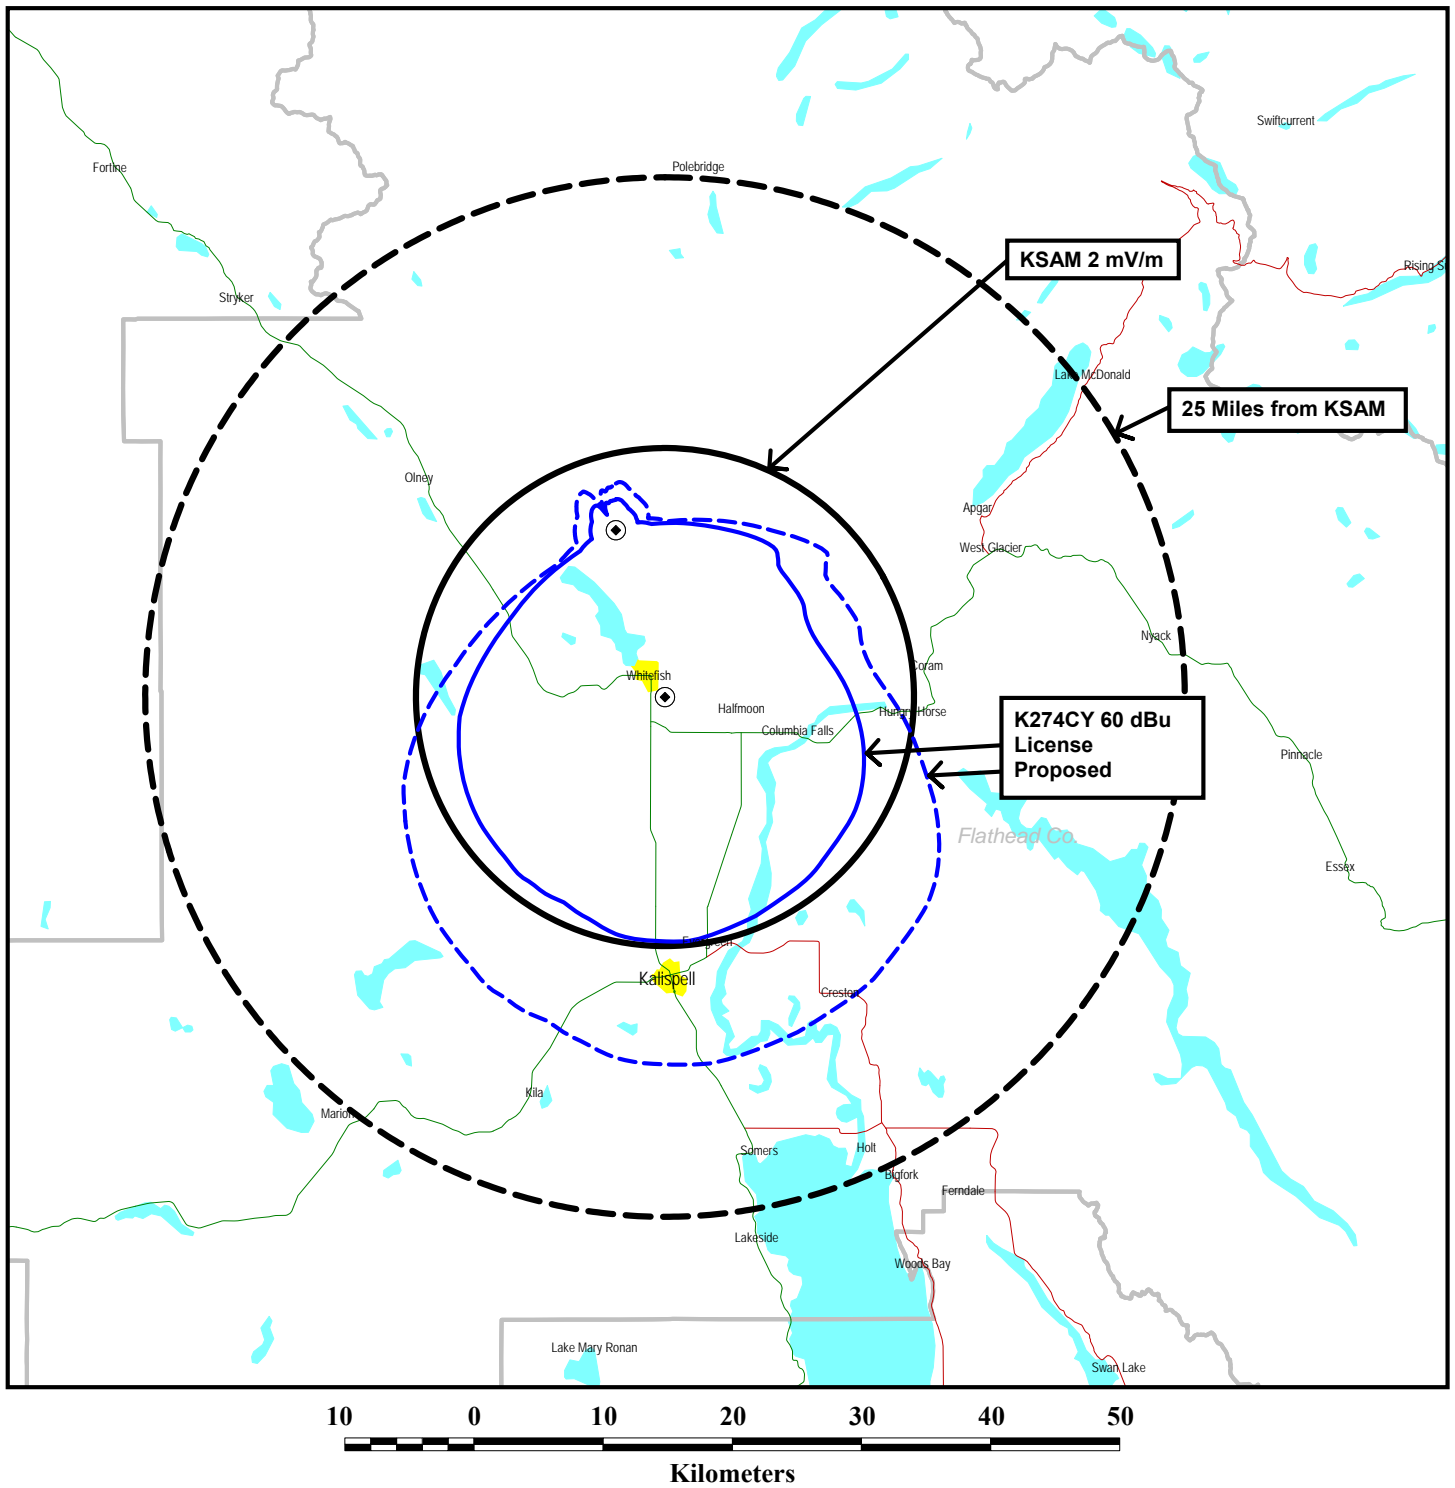 Swiftcurrent
Fortine
Polebridge
KSAM 2 mV/m
Rising S
Stryker
Lake McDonald
25 Miles from KSAM
Olney
Apgar
West Glacier
Nyack
Coram
Whitefish
Halfmoon
Hungry Horse
Columbia Falls
K274CY 60 dBu
License
Proposed
Pinnacle
Flathead Co.
Essex
Evergreen
Kalispell
Creston
Kila
Marion
Somers
Holt
Bigfork
Ferndale
Lakeside
Woods Bay
Lake Mary Ronan
Swan Lake
10 0 10 20 30 40 50
Kilometers